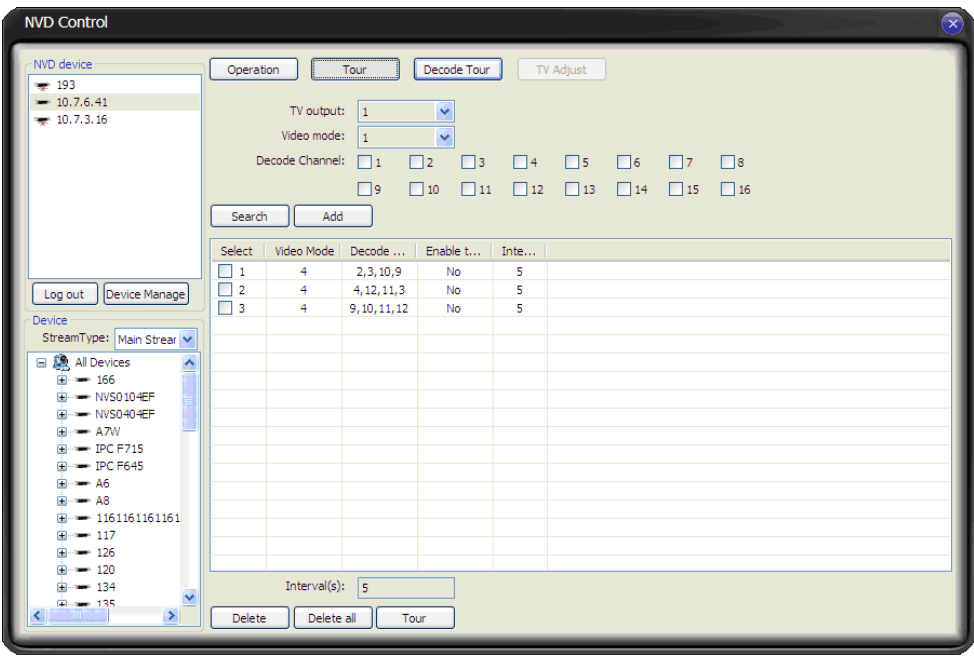 NVD Control
NVD device
193
10.7.6.41
10.7.3.16
Log out Device Manage
Device
StreamType: Main Strear
All Devices
166
NVS0104EF
NVS0404EF
A7W
IPC F715
IPC F645
A6
A8
1161161161161
117
126
120
134
135
Operation Tour Decode Tour TV Adjust
TV output: 1
Video mode: 1
Decode Channel: 1 2 3 4 5 6 7 8
9 10 11 12 13 14 15 16
Search Add
Select Video Mode Decode ... Enable t... Inte...
1 4 2,3,10,9 No 5
2 4 4,12,11,3 No 5
3 4 9,10,11,12 No 5
Interval(s): 5
Delete Delete all Tour